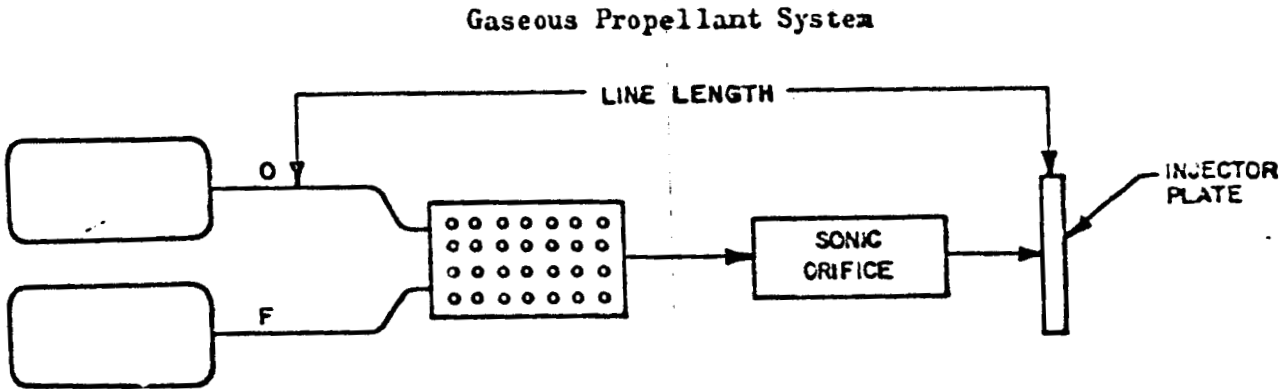 Gaseous Propellant System
LINE LENGTH
O
INJECTOR
PLATE
SONIC
ORIFICE
F